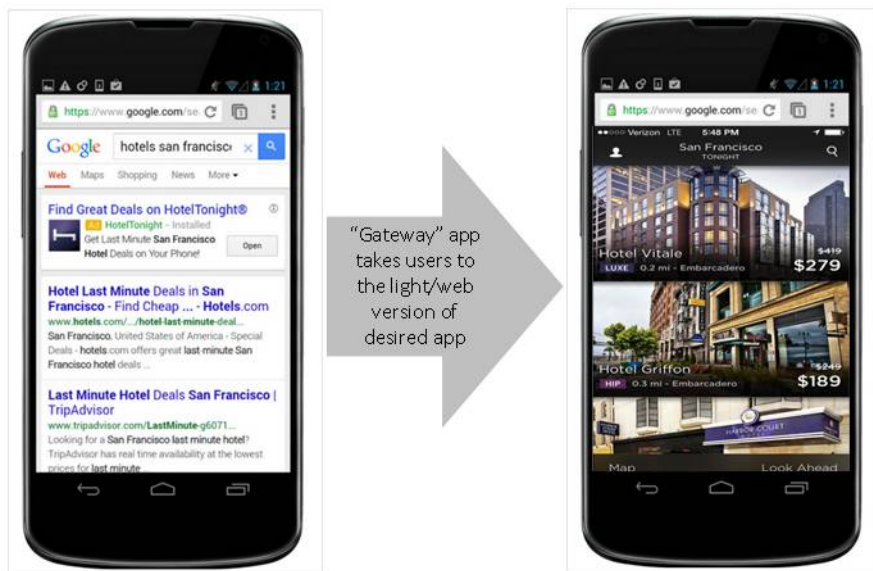 1:21
https://www.google.com/se
1
Google
hotels san francisco
Web Maps Shopping News More
Find Great Deals on HotelTonight®
Ad HotelTonight - Installed
Get Last Minute San Francisco
Hotel Deals on Your Phone!
Open
Hotel Last Minute Deals in San
Francisco - Find Cheap ... - Hotels.com
www.hotels.com/.../hotel-last-minute-deal...
San Francisco, United States of America - Special
Deals - hotels.com offers great last minute San
Francisco hotel deals ...
Last Minute Hotel Deals San Francisco |
TripAdvisor
www.tripadvisor.com/LastMinute-g6071...
Looking for a San Francisco last minute hotel?
TripAdvisor has real time availability at the lowest
prices for last minute ...
“Gateway” app
takes users to
the light/web
version of
desired app
1:21
https://www.google.com/se
1
Verizon LTE 5:48 PM
San Francisco
TONIGHT
Hotel Vitale
$419
LUXE 0.2 mi - Embarcadero
$279
Hotel Griffon
$249
HIP 0.3 mi - Embarcadero
$189
HARBOR COURT
Map Look Ahead